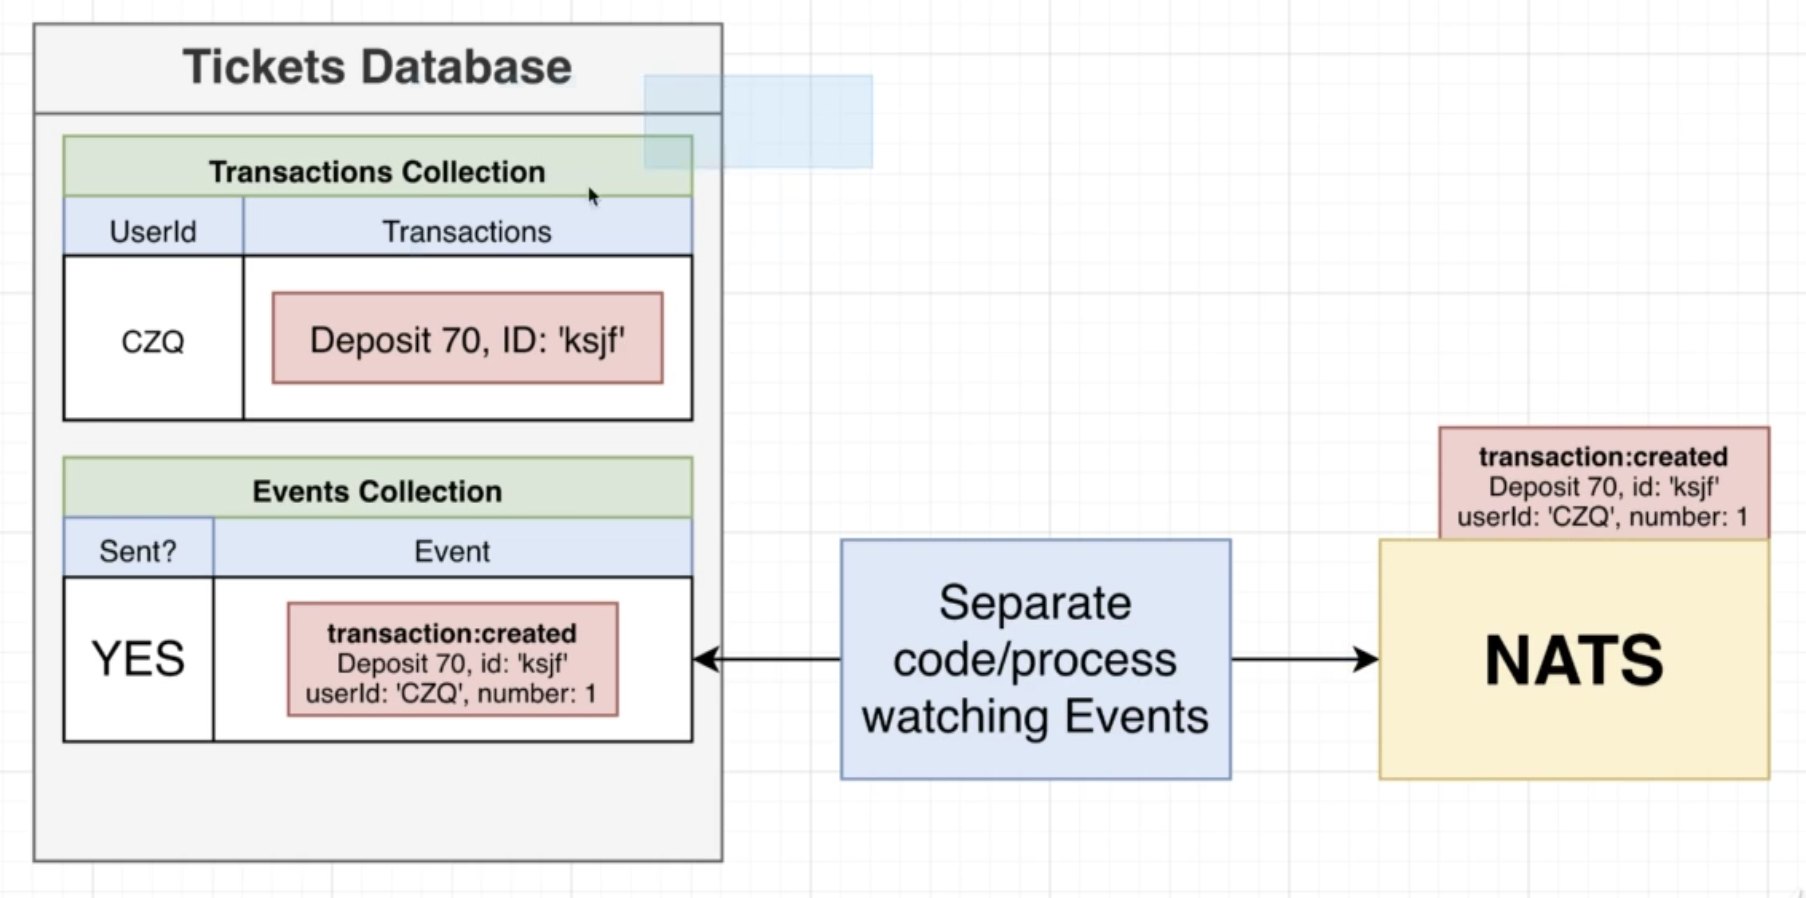 Tickets Database
Transactions Collection
UserId
Transactions
CZQ
Deposit 70, ID: 'ksjf'
Events Collection
Sent?
Event
YES
transaction:created
Deposit 70, id: 'ksjf'
userId: 'CZQ', number: 1
Separate
code/process
watching Events
transaction:created
Deposit 70, id: 'ksjf'
userId: 'CZQ', number: 1
NATS